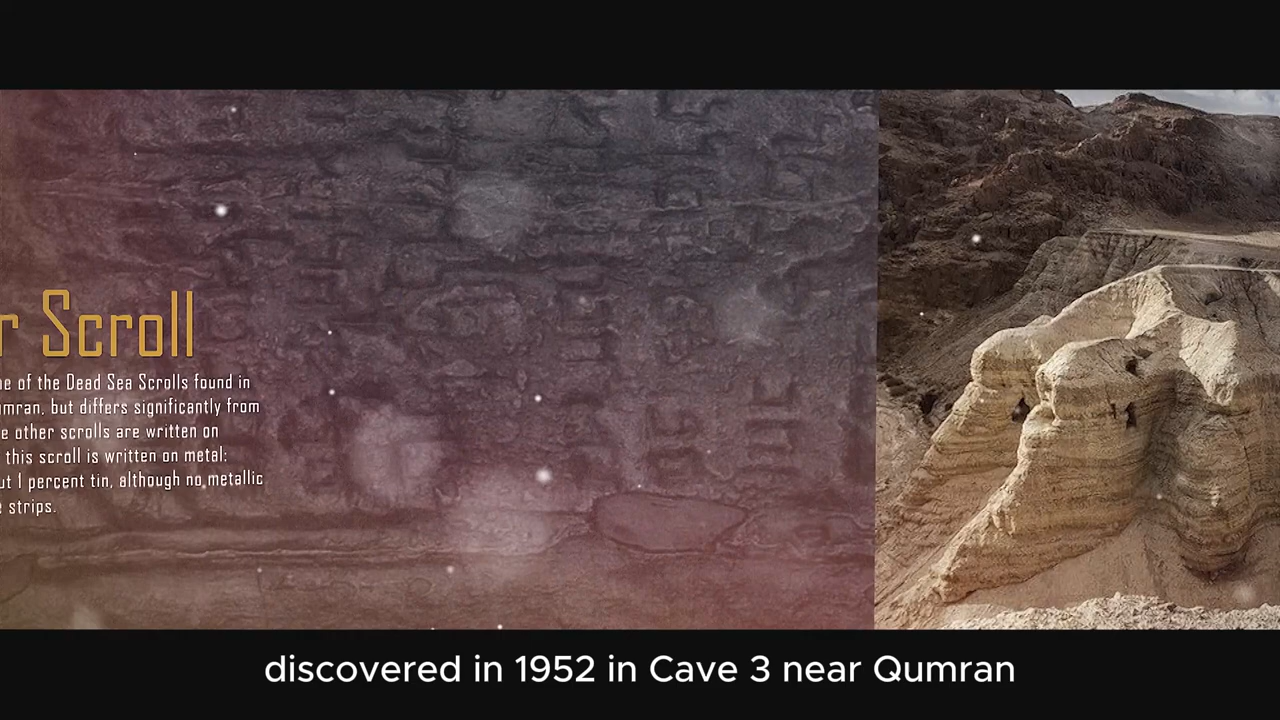 r Scroll
ne of the Dead Sea Scrolls found in
umran, but differs significantly from
e other scrolls are written on
this scroll is written on metal:
ut 1 percent tin, although no metallic
e strips.
discovered in 1952 in Cave 3 near Qumran